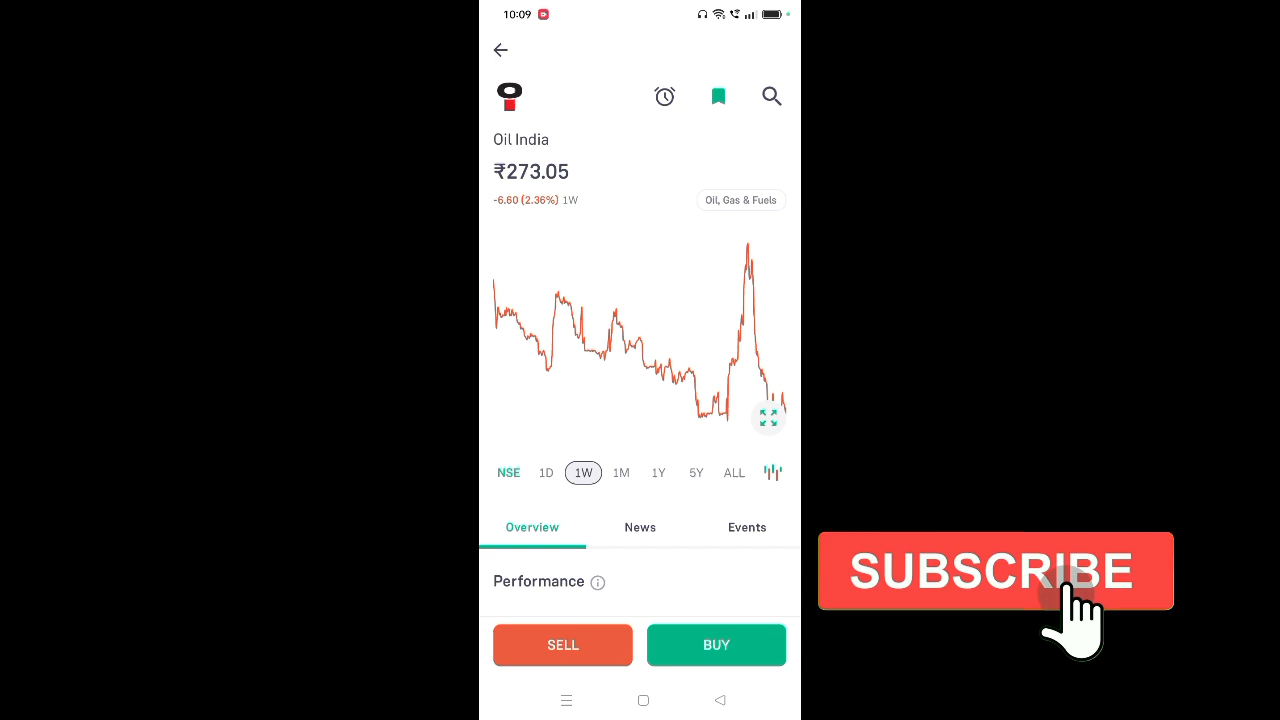 10:09
Oil India
₹273.05
-6.60 (2.36%) 1W
Oil, Gas & Fuels
NSE 1D 1W 1M 1Y 5Y ALL
Overview News Events
Performance
SELL BUY
SUBSCRIBE